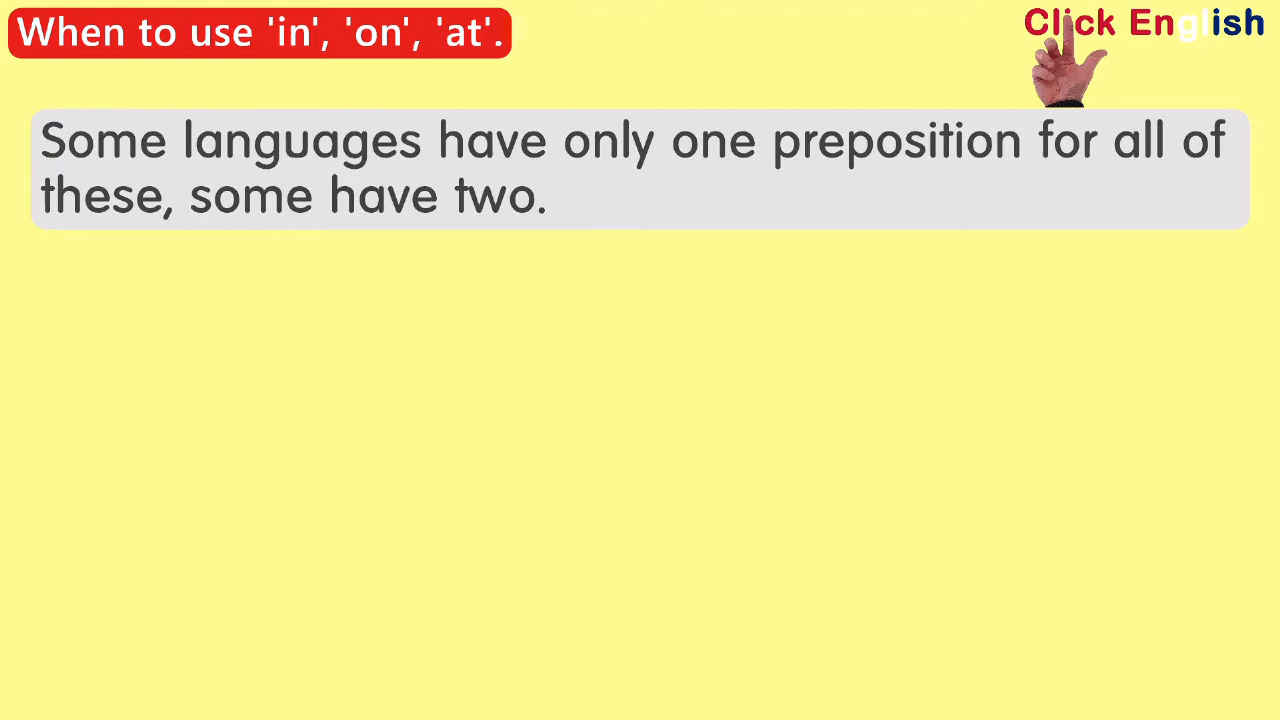 When to use 'in', 'on', 'at'.
Click English
Some languages have only one preposition for all of
these, some have two.